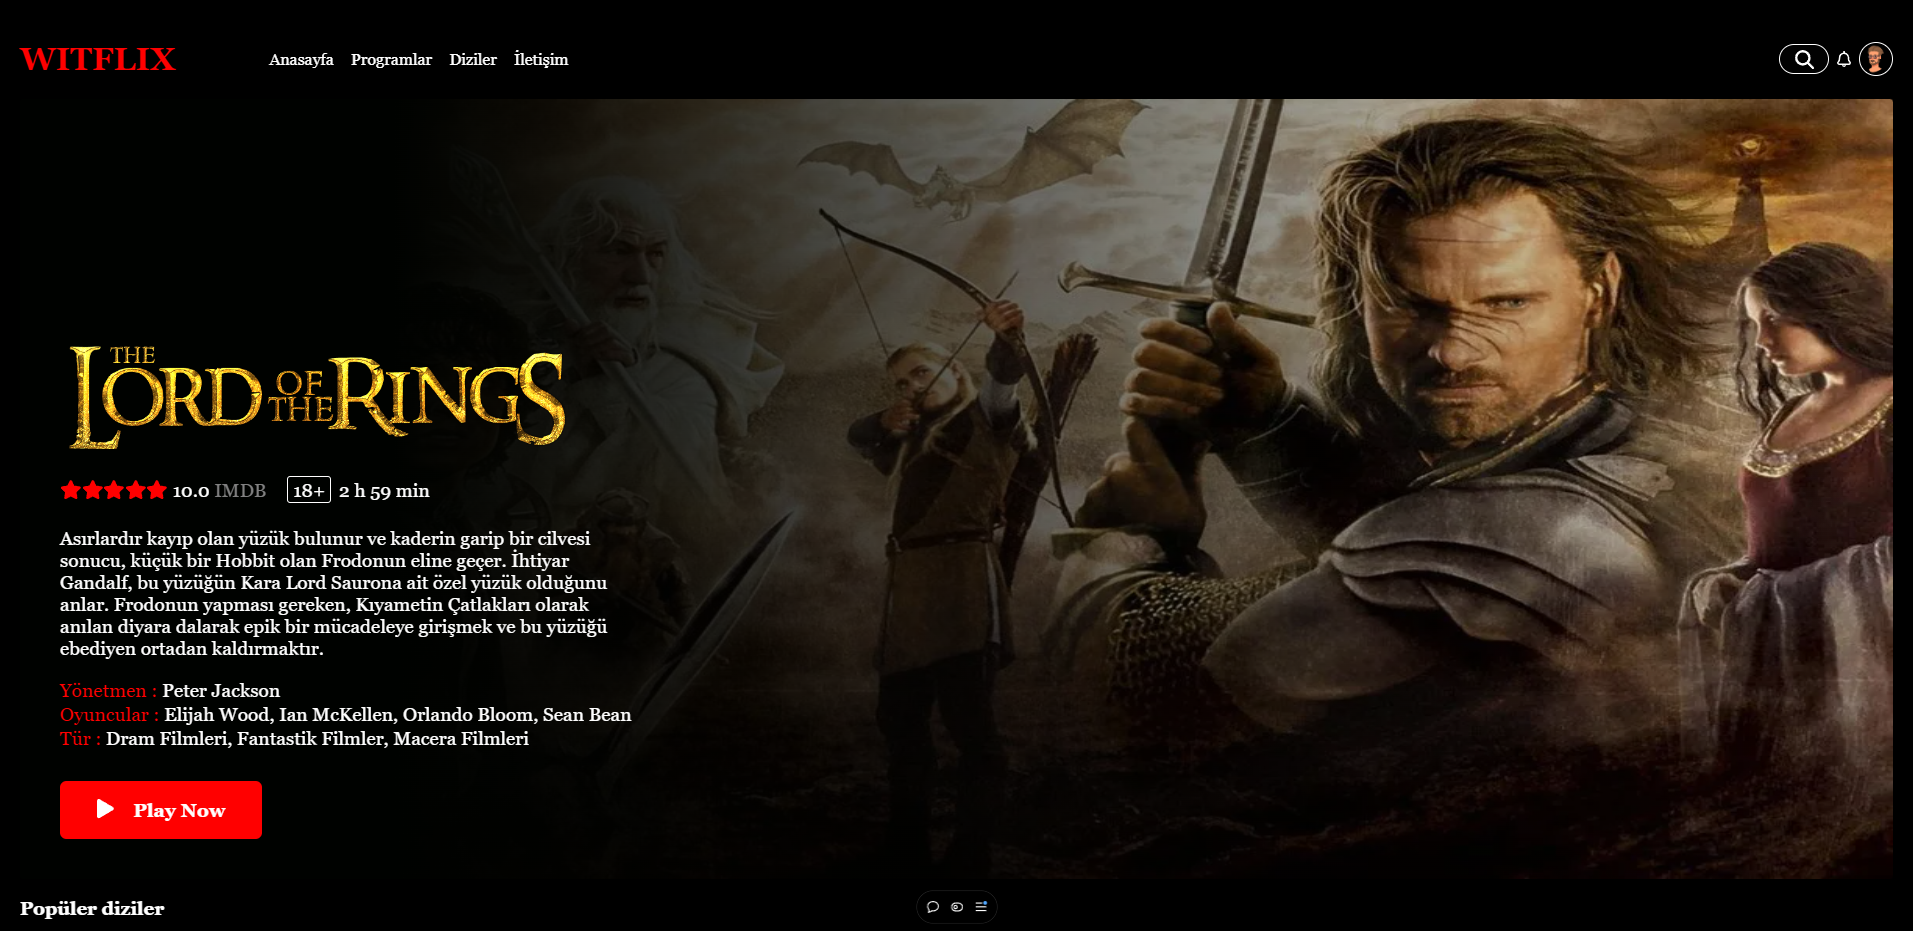 WITFLIX
Anasayfa Programlar Diziler İletişim
THE LORD OF THE RINGS
10.0 IMDB 18+ 2 h 59 min
Asırlardır kayıp olan yüzük bulunur ve kaderin garip bir cilvesi
sonucu, küçük bir Hobbit olan Frodonun eline geçer. İhtiyar
Gandalf, bu yüzüğün Kara Lord Saurona ait özel yüzük olduğunu
anlar. Frodonun yapması gereken, Kıyametin Çatlakları olarak
anılan diyara dalarak epik bir mücadeleye girişmek ve bu yüzüğü
ebediyen ortadan kaldırmaktır.
Yönetmen : Peter Jackson
Oyuncular : Elijah Wood, Ian McKellen, Orlando Bloom, Sean Bean
Tür : Dram Filmleri, Fantastik Filmler, Macera Filmleri
Play Now
Popüler diziler